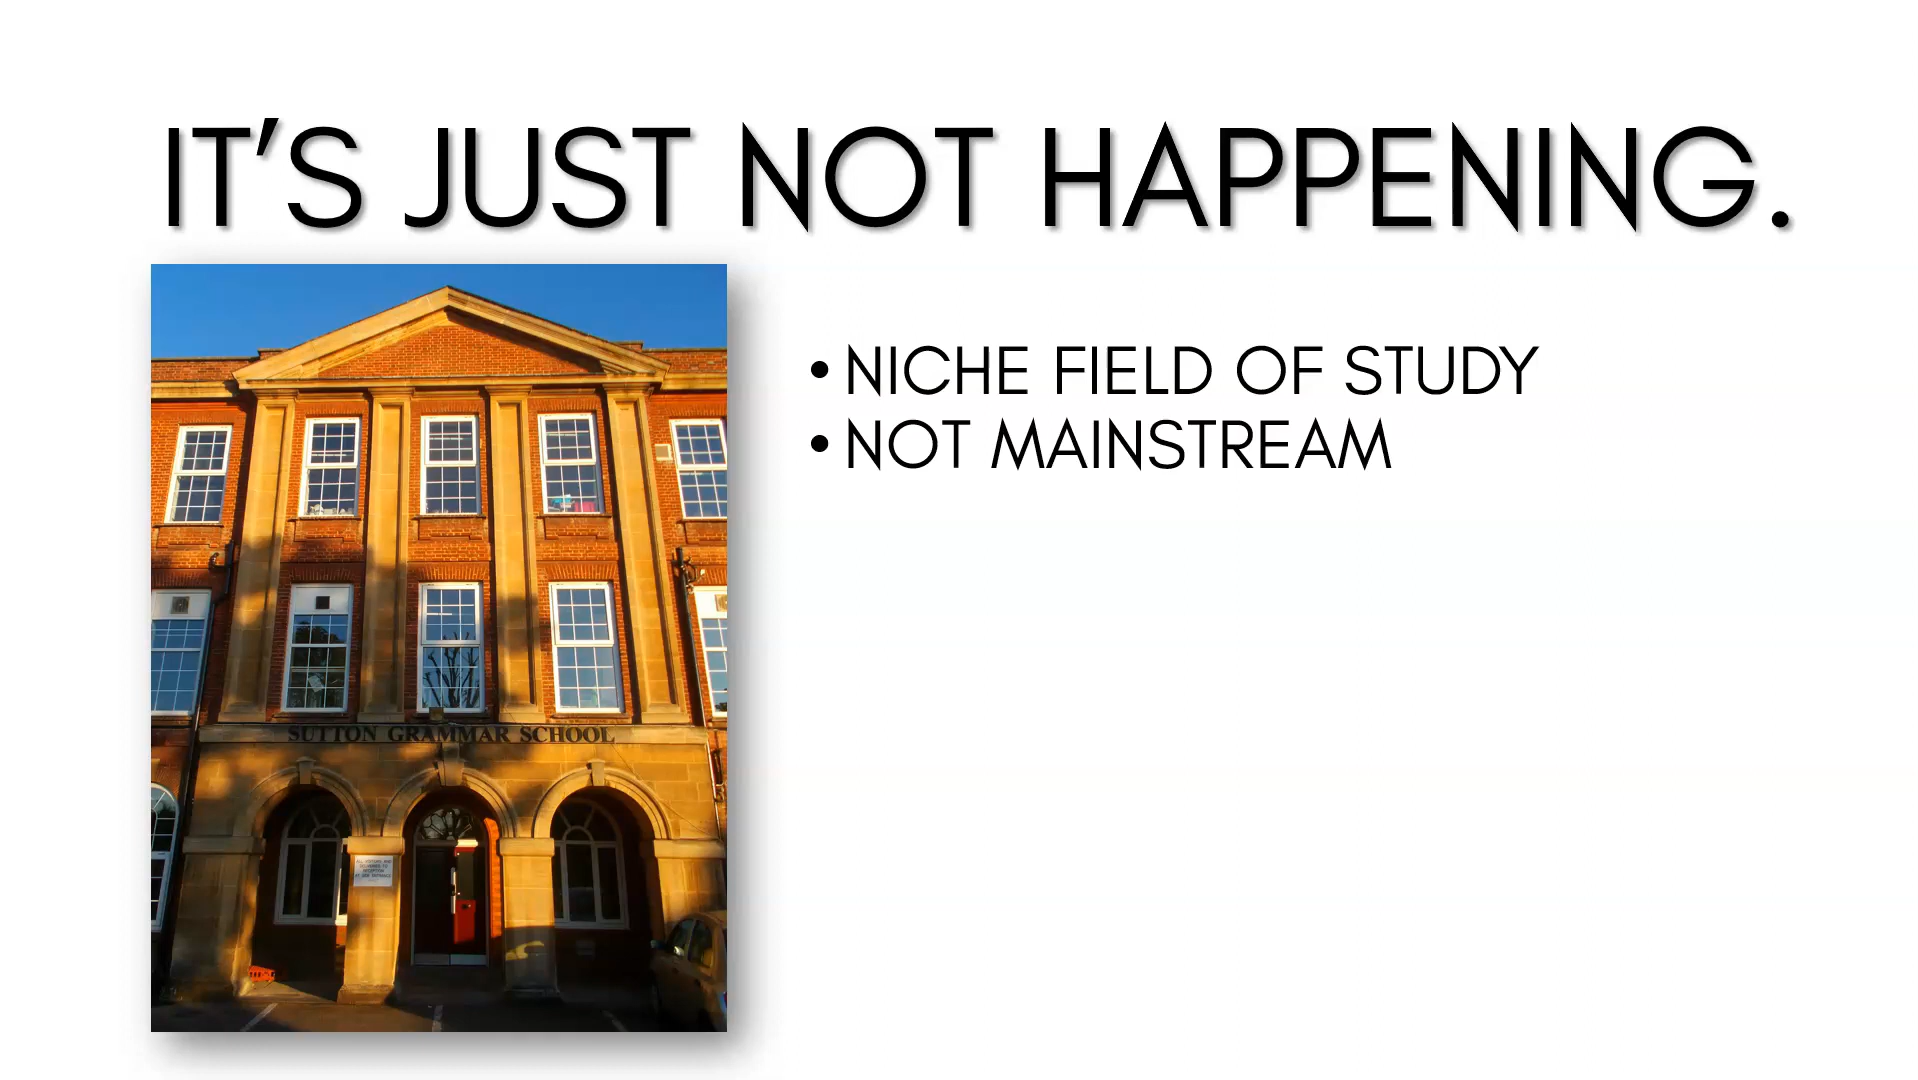 IT'S JUST NOT HAPPENING.
• NICHE FIELD OF STUDY
• NOT MAINSTREAM
SUTTON GRAMMAR SCHOOL